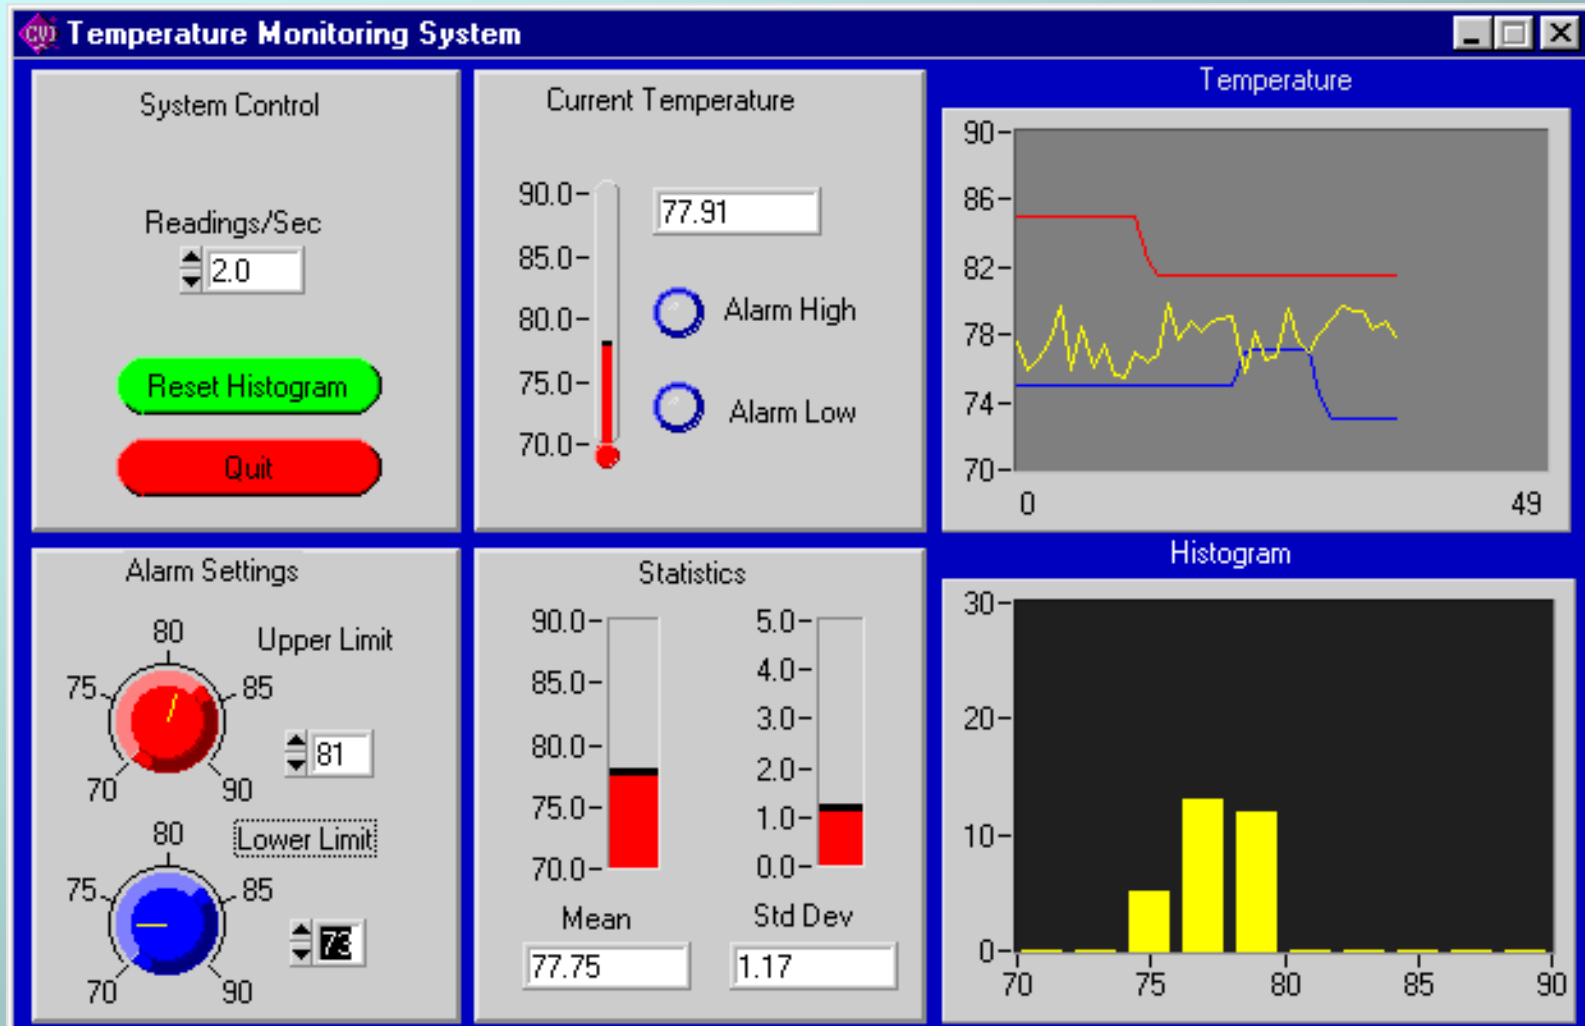 CVI Temperature Monitoring System
System Control
Readings/Sec
2.0
Reset Histogram
Quit
Current Temperature
90.0
85.0
80.0
75.0
70.0
77.91
Alarm High
Alarm Low
Temperature
90
86
82
78
74
70
0 49
Alarm Settings
Upper Limit
80
75 85
70 90
81
Lower Limit
80
75 85
70 90
73
Statistics
90.0
85.0
80.0
75.0
70.0
Mean
77.75
5.0
4.0
3.0
2.0
1.0
0.0
Std Dev
1.17
Histogram
30
20
10
0
70 75 80 85 90